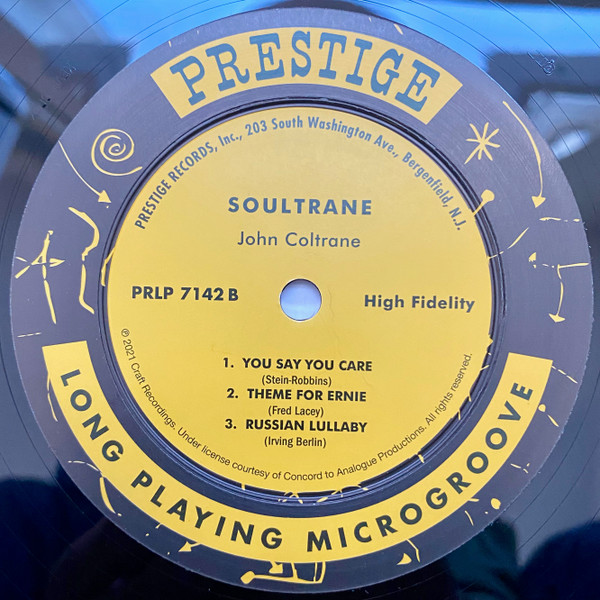 PRESTIGE
PRESTIGE RECORDS, Inc., 203 South Washington Ave., Bergenfield, N.J.
SOULTRANE
John Coltrane
PRLP 7142 B
High Fidelity
1. YOU SAY YOU CARE
(Stein-Robbins)
2. THEME FOR ERNIE
(Fred Lacey)
3. RUSSIAN LULLABY
(Irving Berlin)
℗ 2021 Craft Recordings. Under license courtesy of Concord to Analogue Productions. All rights reserved.
LONG PLAYING MICROGROOVE